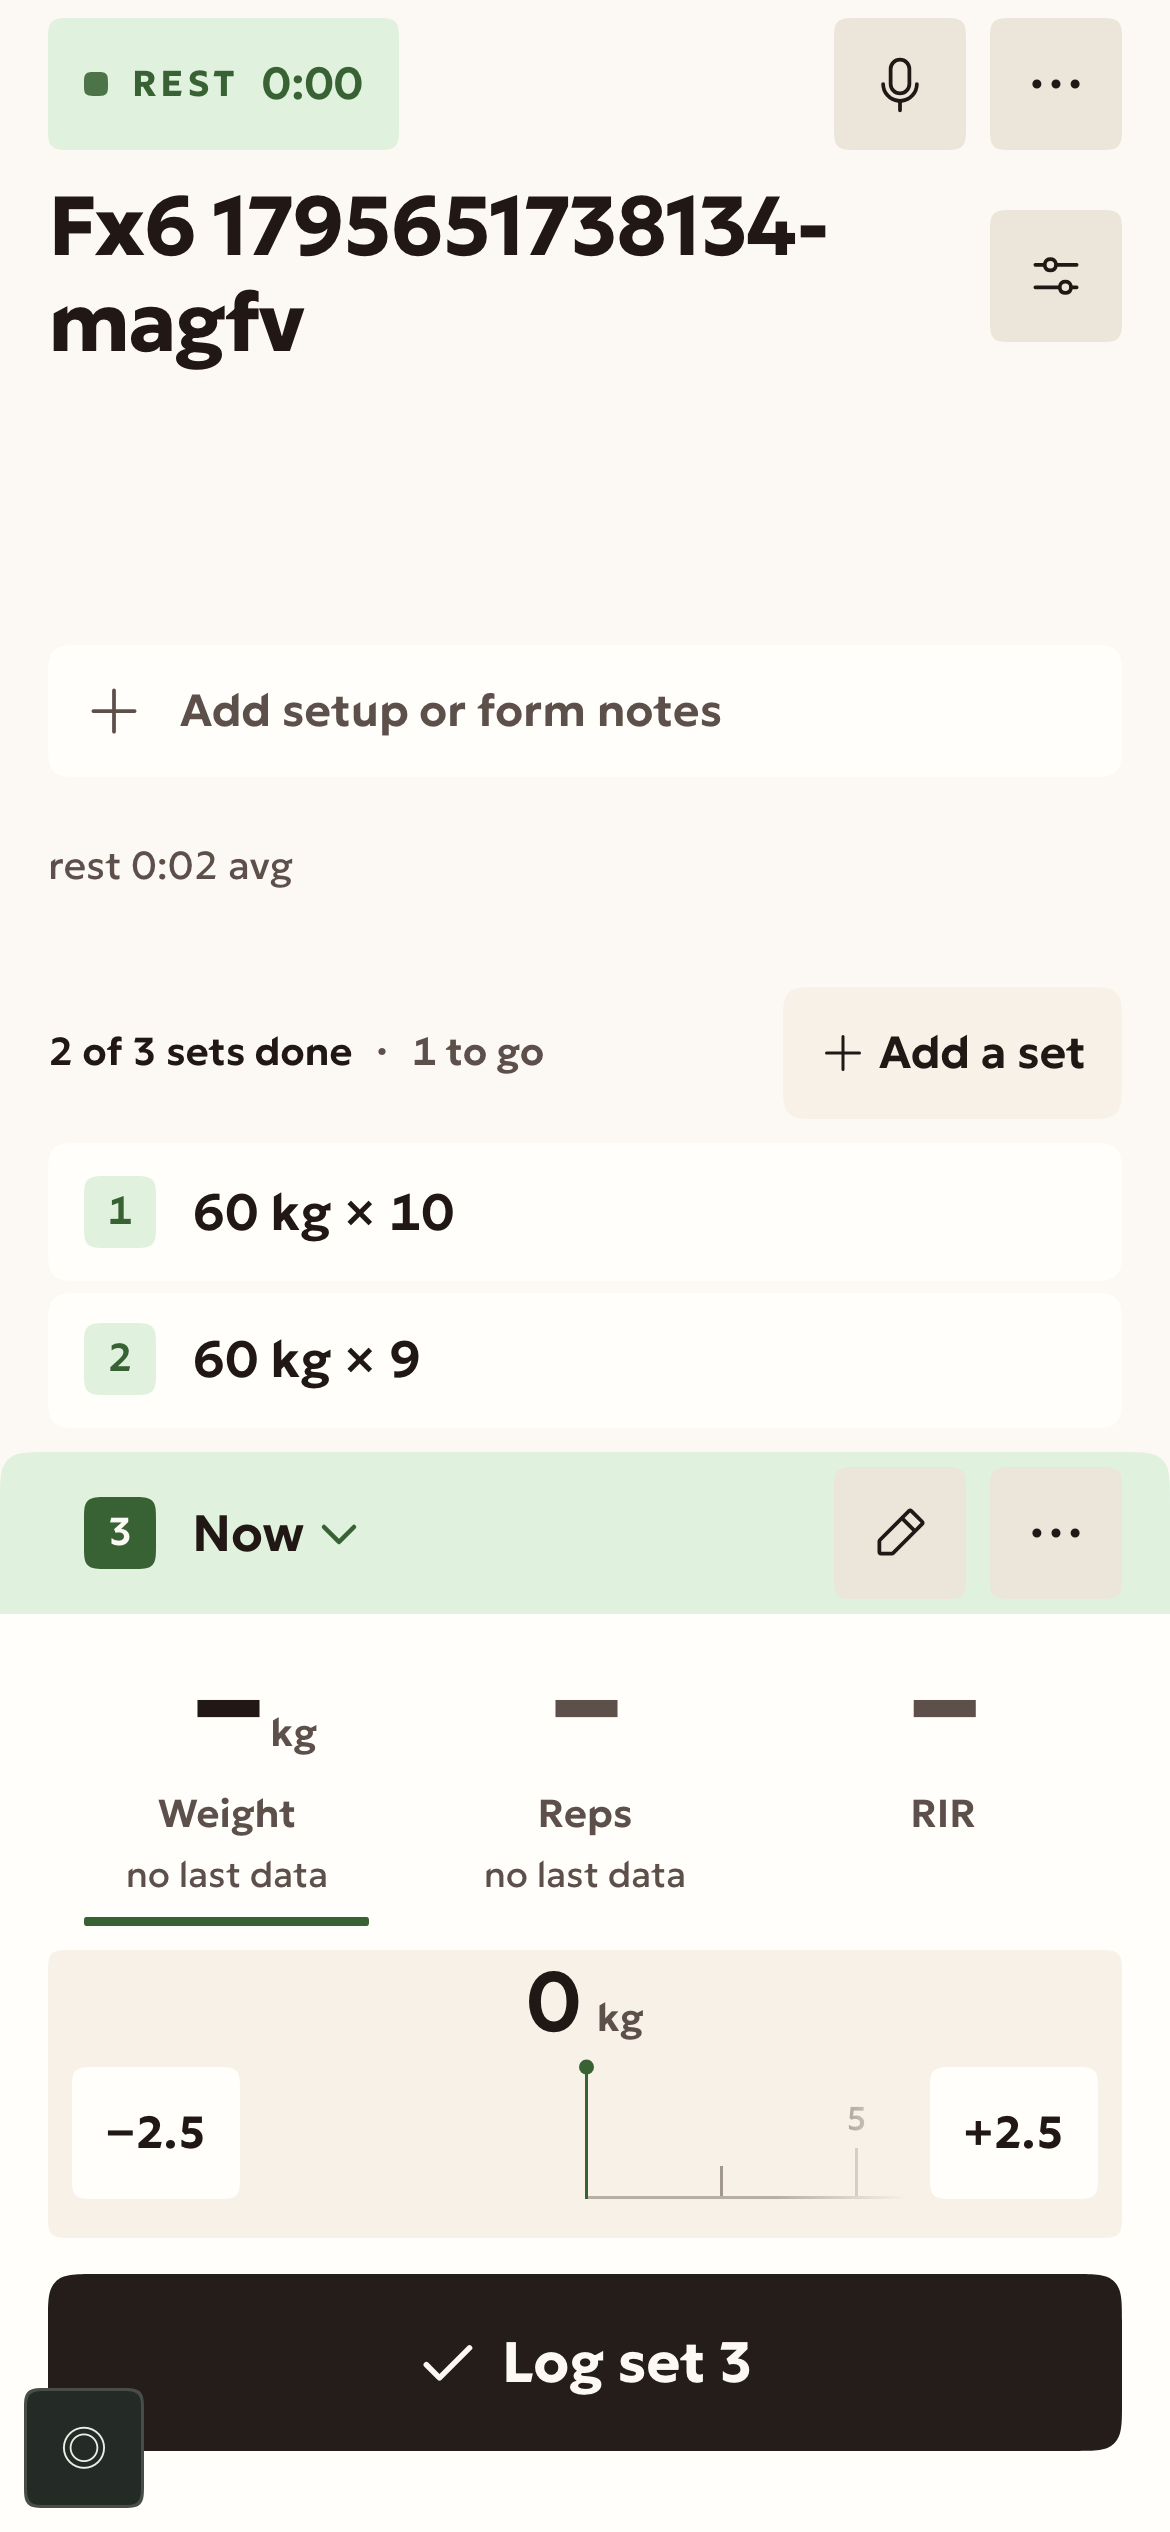 REST 0:00
Fx6 1795651738134-
magfv
Add setup or form notes
rest 0:02 avg
2 of 3 sets done · 1 to go
+ Add a set
1 60 kg × 10
2 60 kg × 9
3 Now
– kg
–
–
Weight
Reps
RIR
no last data
no last data
0 kg
5
−2.5
+2.5
Log set 3